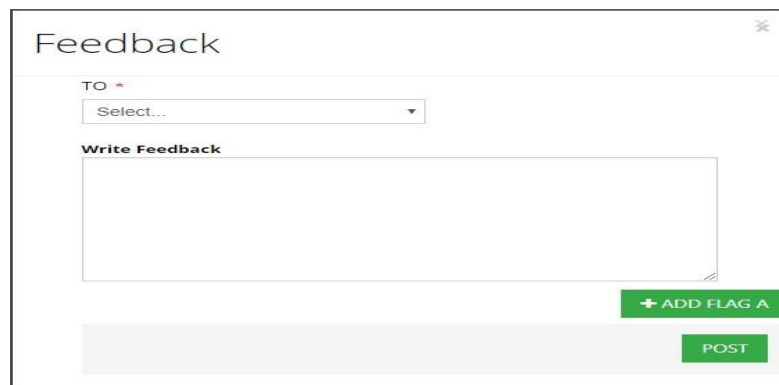 Feedback
TO *
Select...
Write Feedback
+ ADD FLAG A
POST